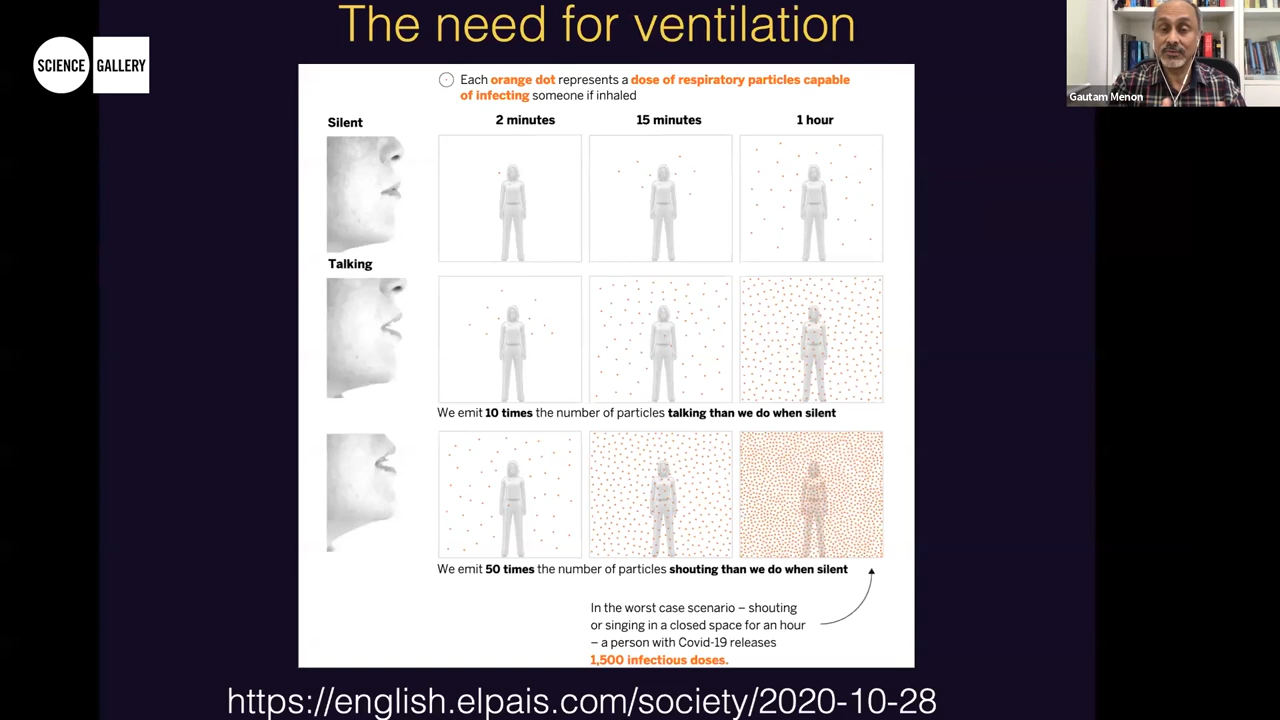 The need for ventilation
SCIENCE GALLERY
Gautam Menon
Each orange dot represents a dose of respiratory particles capable
of infecting someone if inhaled
Silent
2 minutes 15 minutes 1 hour
Talking
We emit 10 times the number of particles talking than we do when silent
We emit 50 times the number of particles shouting than we do when silent
In the worst case scenario – shouting
or singing in a closed space for an hour
– a person with Covid-19 releases
1,500 infectious doses.
https://english.elpais.com/society/2020-10-28